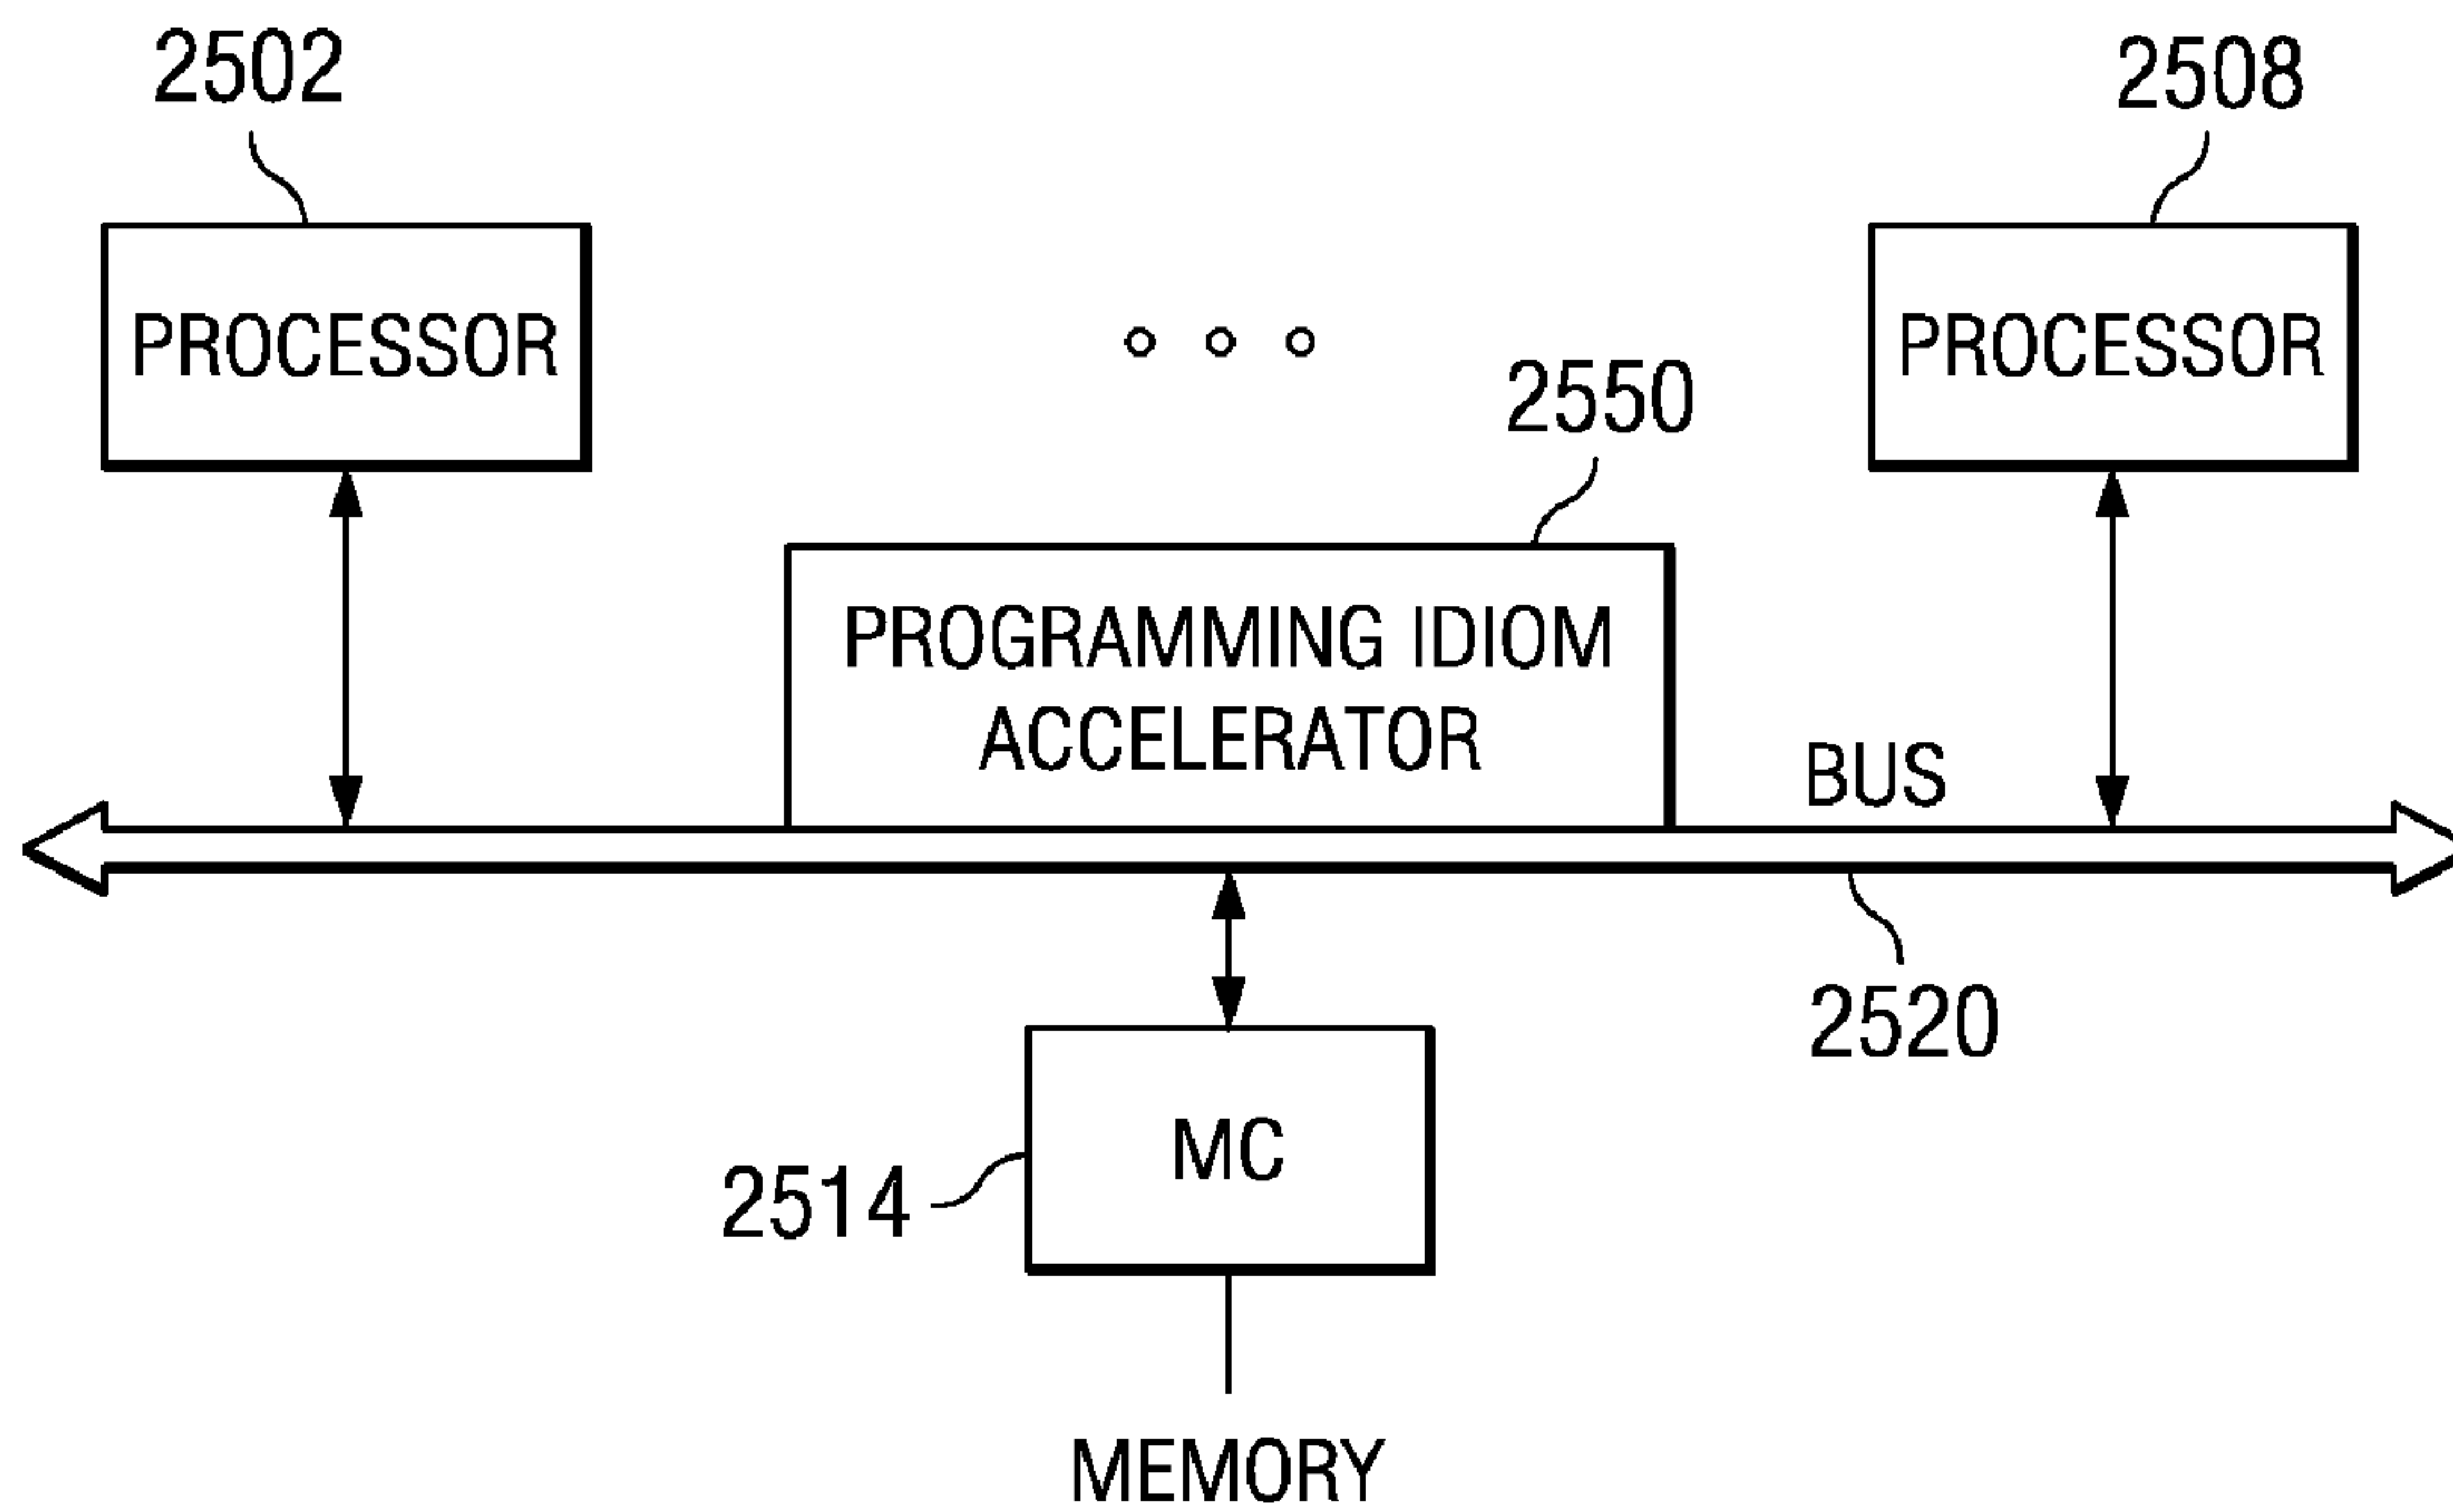 2502
2508
PROCESSOR
PROCESSOR
2550
PROGRAMMING IDIOM
ACCELERATOR
BUS
2520
MC
2514
MEMORY